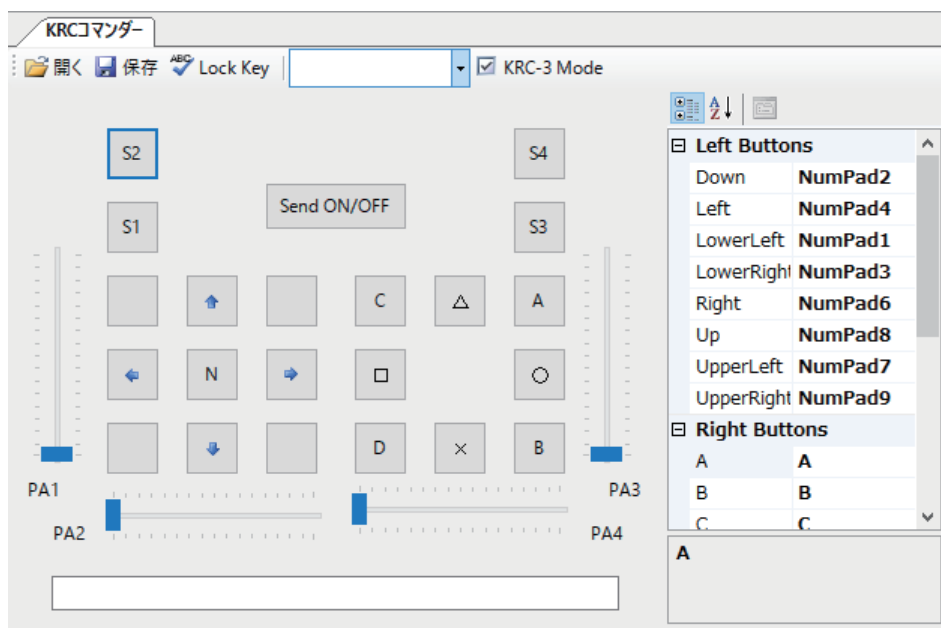 KRCコマンダー
開く 保存 ABC Lock Key KRC-3 Mode
S2 S4
Send ON/OFF
S1 S3
C △ A
N □ ○
D × B
PA1 PA3
PA2 PA4
Left Buttons
Down NumPad2
Left NumPad4
LowerLeft NumPad1
LowerRight NumPad3
Right NumPad6
Up NumPad8
UpperLeft NumPad7
UpperRight NumPad9
Right Buttons
A A
B B
C C
A